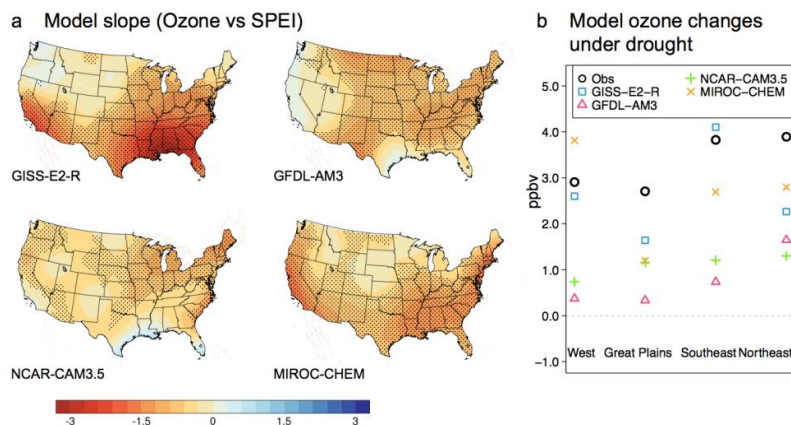 a Model slope (Ozone vs SPEI)
GISS-E2-R
GFDL-AM3
NCAR-CAM3.5
MIROC-CHEM
-3 -1.5 0 1.5 3
b Model ozone changes
under drought
Obs
GISS-E2-R
GFDL-AM3
NCAR-CAM3.5
MIROC-CHEM
ppbv
5.0
4.0
3.0
2.0
1.0
0.0
-1.0
West Great Plains Southeast Northeast